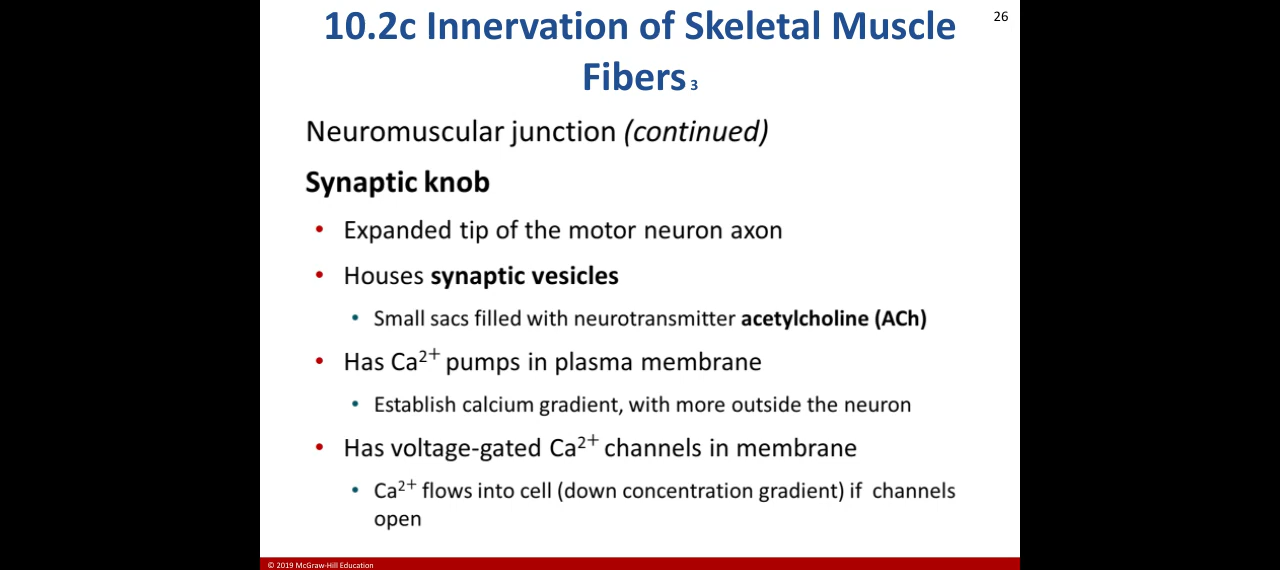 10.2c Innervation of Skeletal Muscle
26
Fibers 3
Neuromuscular junction (continued)
Synaptic knob
• Expanded tip of the motor neuron axon
• Houses synaptic vesicles
• Small sacs filled with neurotransmitter acetylcholine (ACh)
• Has Ca²⁺ pumps in plasma membrane
• Establish calcium gradient, with more outside the neuron
• Has voltage-gated Ca²⁺ channels in membrane
• Ca²⁺ flows into cell (down concentration gradient) if channels
open
© 2019 McGraw-Hill Education